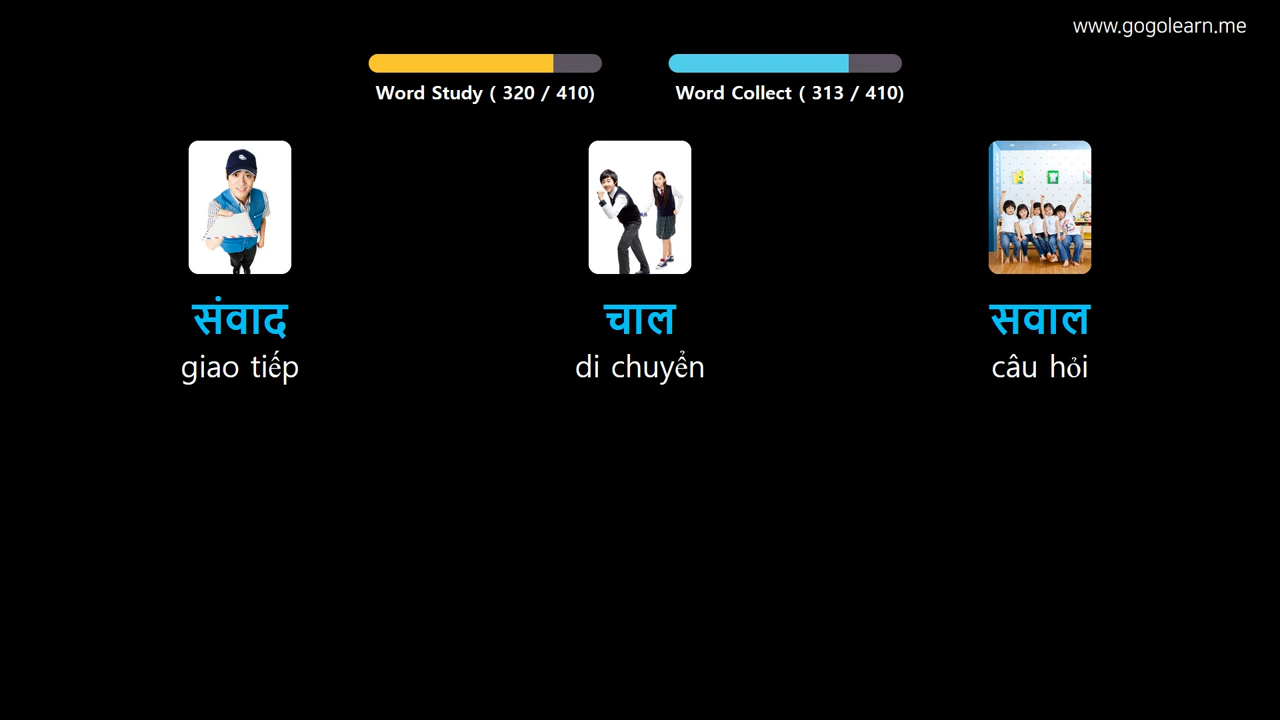 www.gogolearn.me
Word Study ( 320 / 410)
Word Collect ( 313 / 410)
संवाद
giao tiếp
चाल
di chuyển
सवाल
câu hỏi